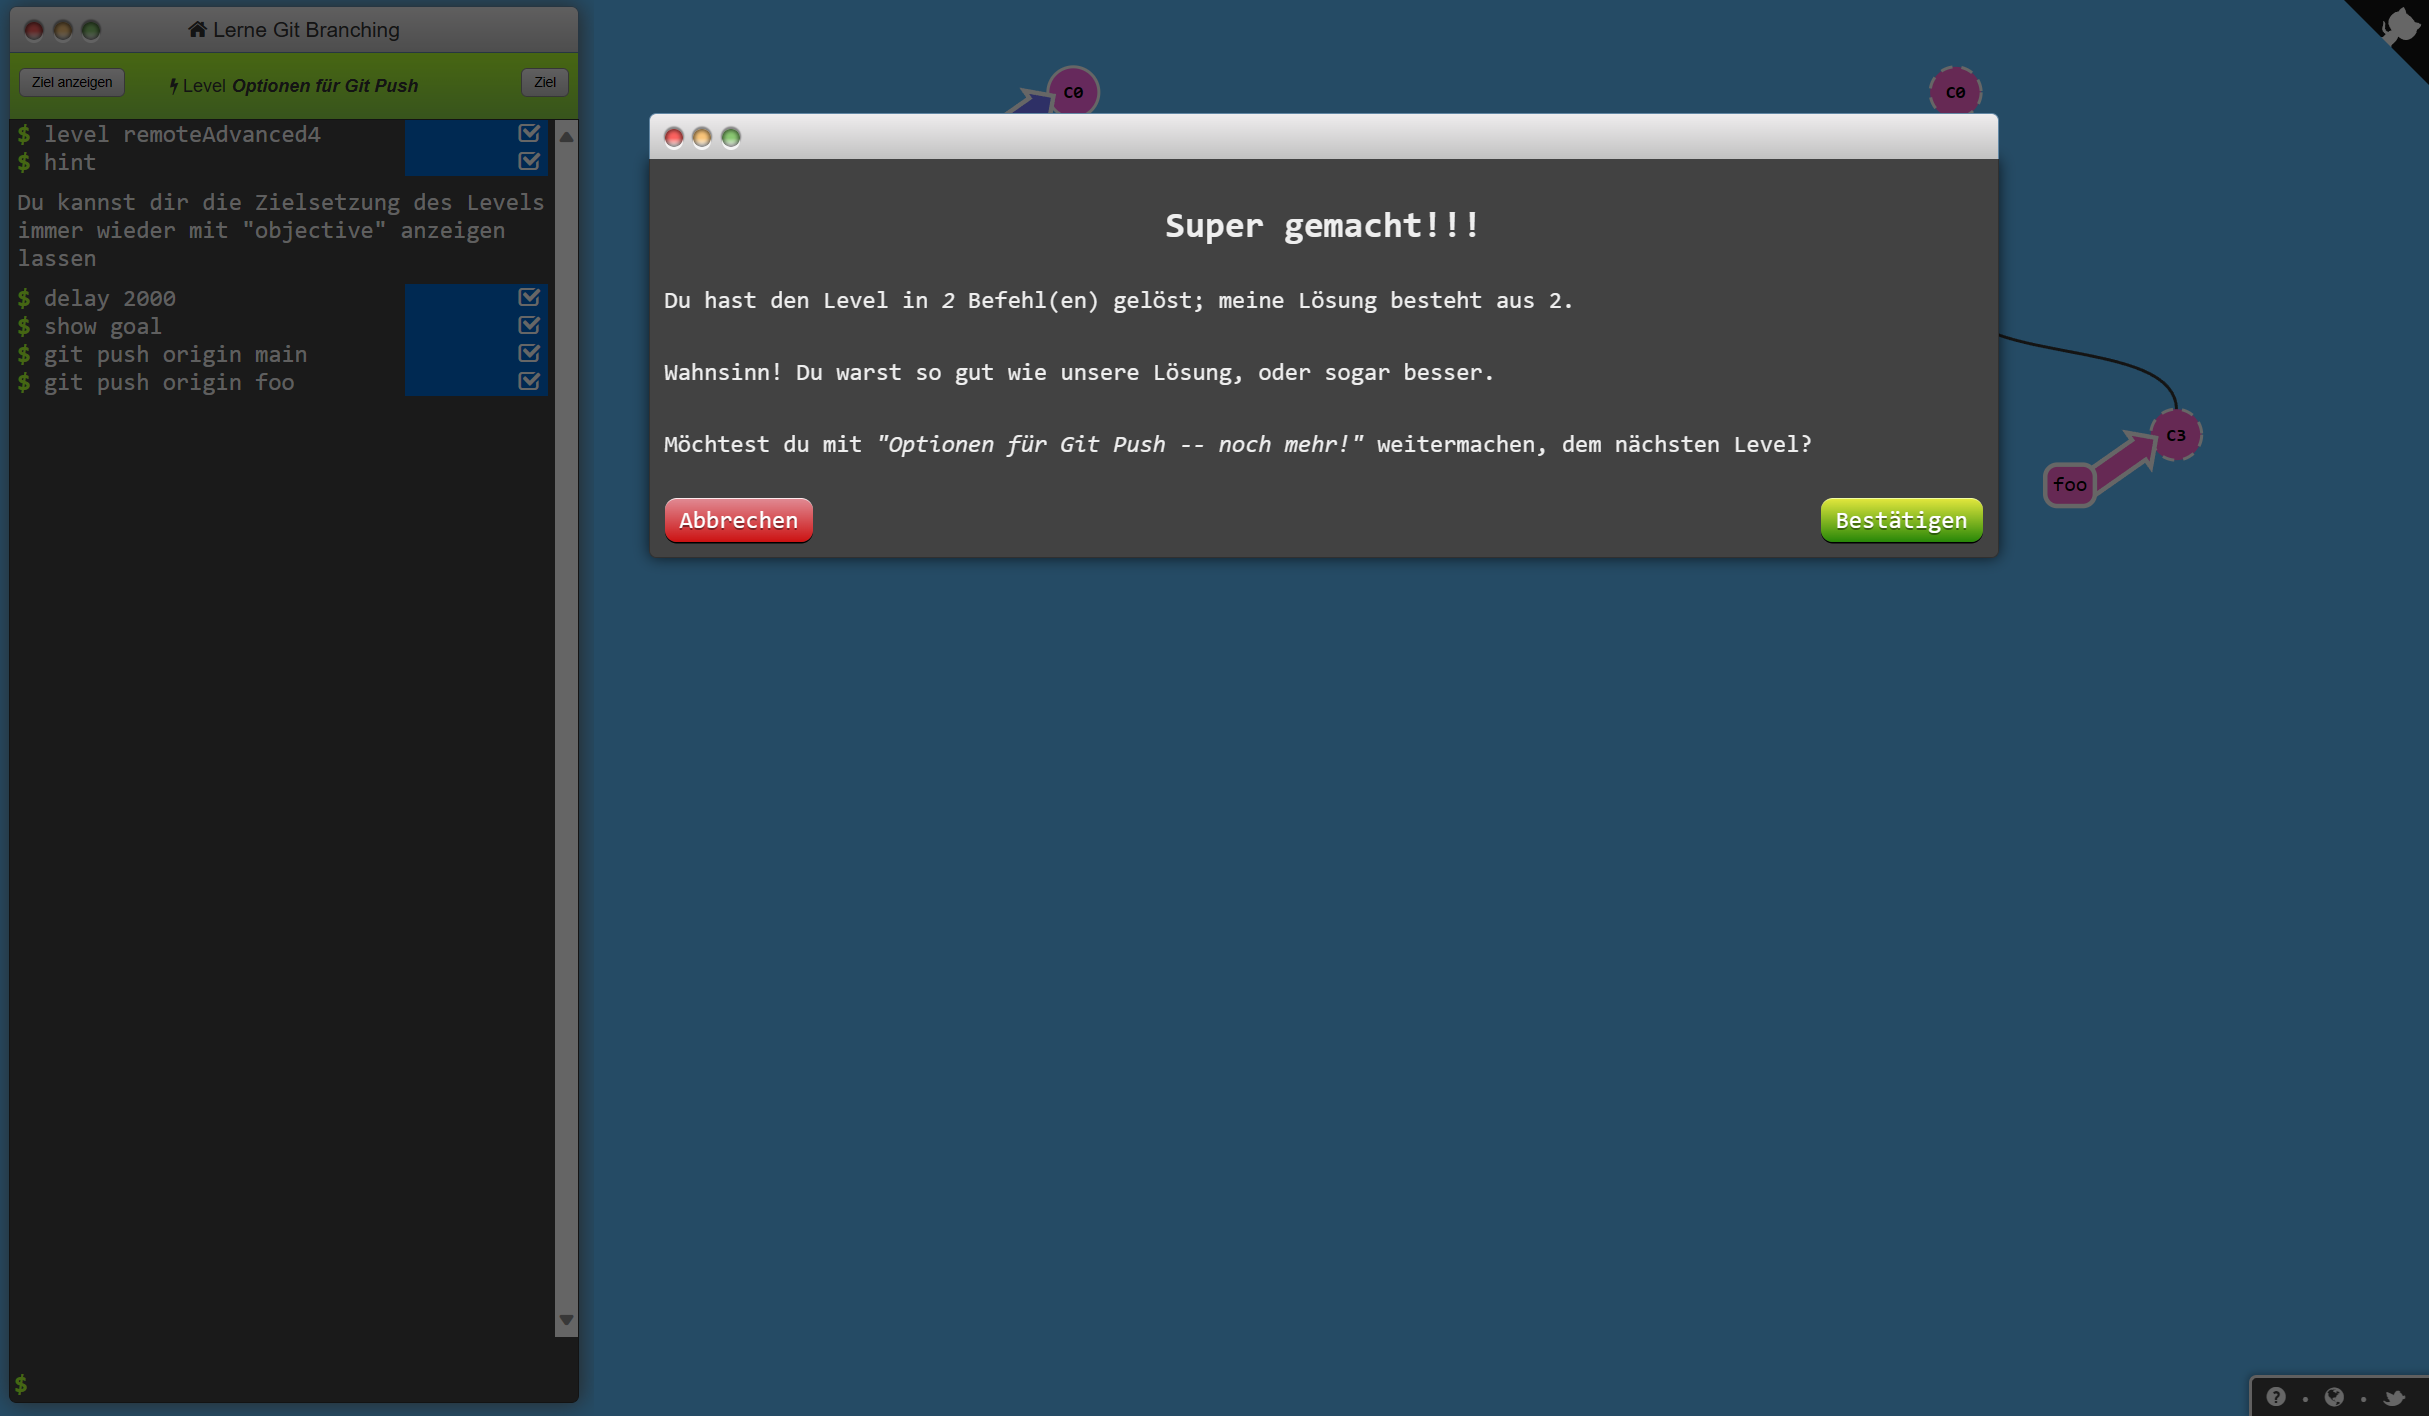 Lerne Git Branching
Ziel anzeigen
Level Optionen für Git Push
Ziel
$ level remoteAdvanced4
$ hint
Du kannst dir die Zielsetzung des Levels
immer wieder mit "objective" anzeigen
lassen
$ delay 2000
$ show goal
$ git push origin main
$ git push origin foo
$
C0
C0
Super gemacht!!!
Du hast den Level in 2 Befehl(en) gelöst; meine Lösung besteht aus 2.
Wahnsinn! Du warst so gut wie unsere Lösung, oder sogar besser.
Möchtest du mit "Optionen für Git Push -- noch mehr!" weitermachen, dem nächsten Level?
Abbrechen
Bestätigen
C3
foo